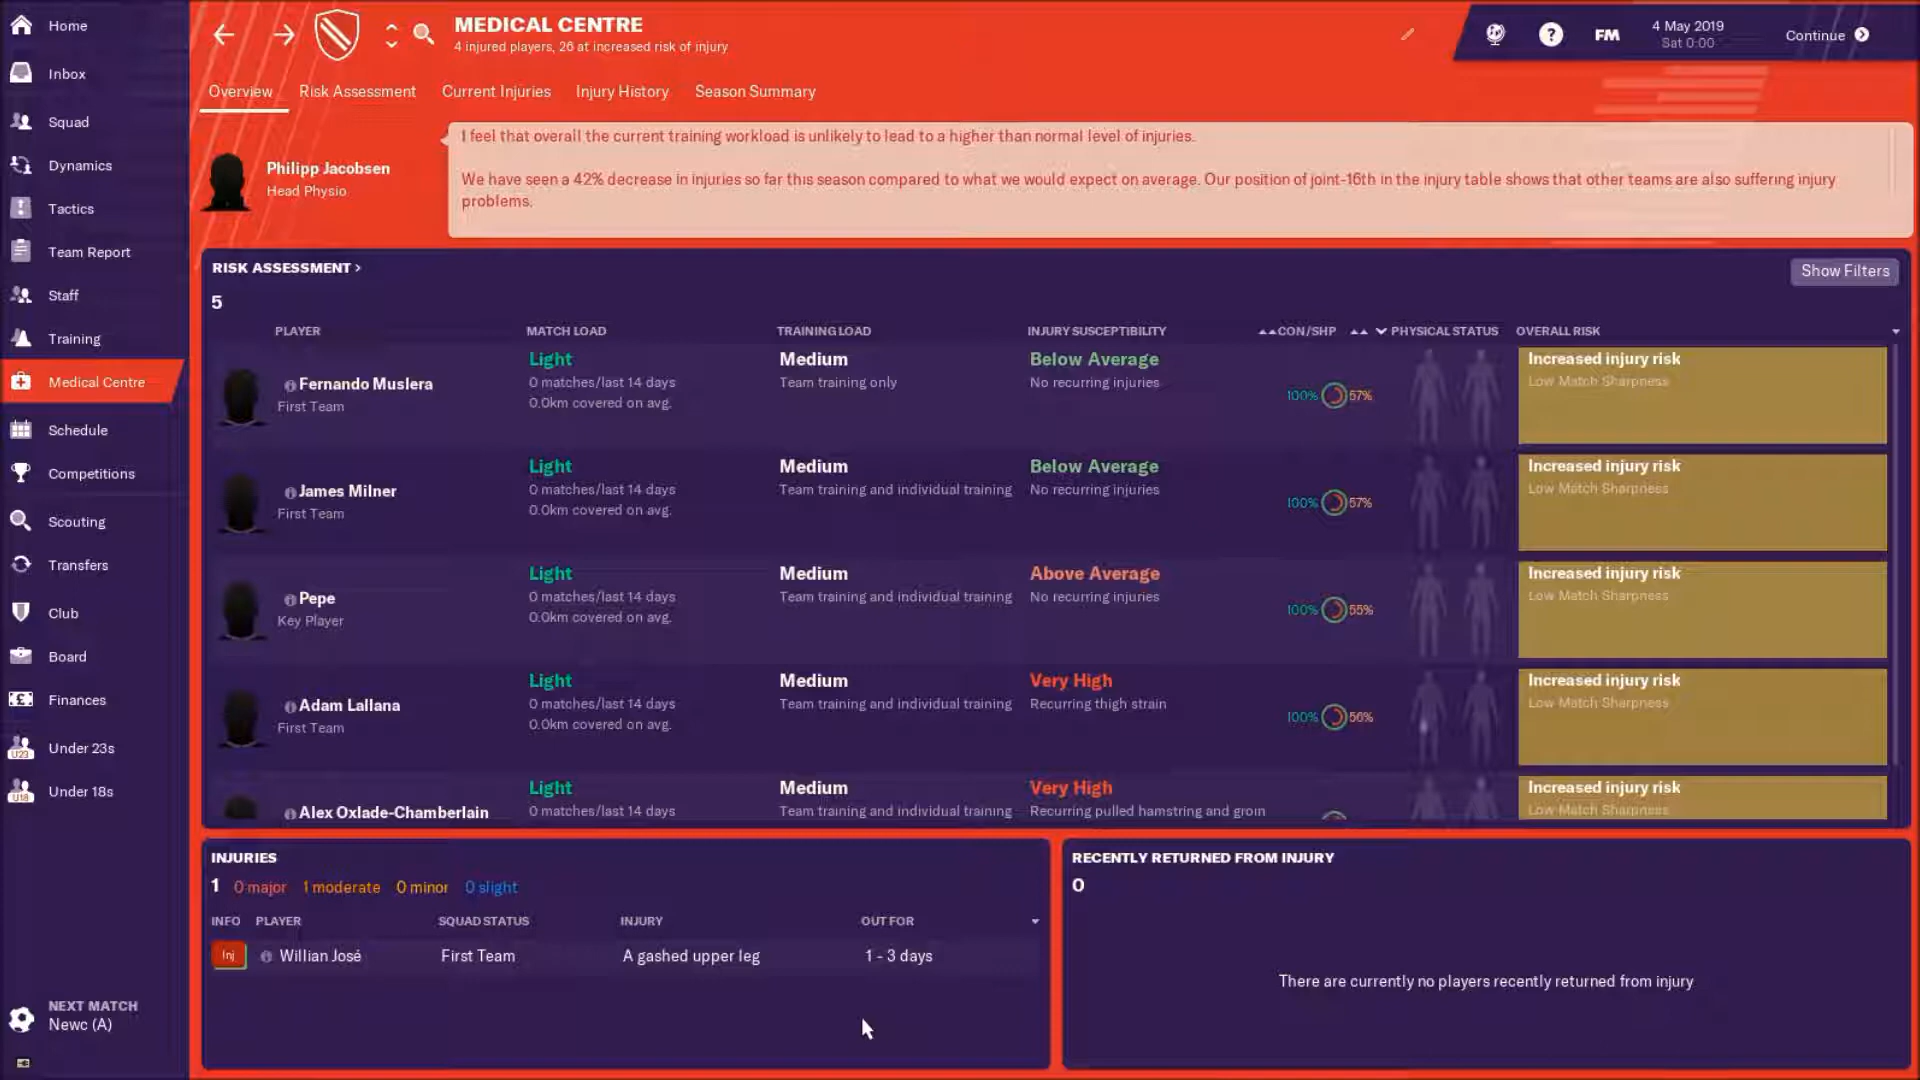 Home
Inbox
Squad
Dynamics
Tactics
Team Report
Staff
Training
Medical Centre
Schedule
Competitions
Scouting
Transfers
Club
Board
Finances
U23
Under 23s
U18
Under 18s
NEXT MATCH
Newc (A)
MEDICAL CENTRE
4 injured players, 26 at increased risk of injury
?
FM
4 May 2019
Sat 0:00
Continue
Overview Risk Assessment Current Injuries Injury History Season Summary
Philipp Jacobsen
Head Physio
I feel that overall the current training workload is unlikely to lead to a higher than normal level of injuries.
We have seen a 42% decrease in injuries so far this season compared to what we would expect on average. Our position of joint-16th in the injury table shows that other teams are also suffering injury
problems.
RISK ASSESSMENT >
Show Filters
5
PLAYER MATCH LOAD TRAINING LOAD INJURY SUSCEPTIBILITY CON/SHP PHYSICAL STATUS OVERALL RISK
Fernando Muslera
First Team
Light
0 matches/last 14 days
0.0km covered on avg.
Medium
Team training only
Below Average
No recurring injuries
100% 57%
Increased injury risk
Low Match Sharpness
James Milner
First Team
Light
0 matches/last 14 days
0.0km covered on avg.
Medium
Team training and individual training
Below Average
No recurring injuries
100% 57%
Increased injury risk
Low Match Sharpness
Pepe
Key Player
Light
0 matches/last 14 days
0.0km covered on avg.
Medium
Team training and individual training
Above Average
No recurring injuries
100% 55%
Increased injury risk
Low Match Sharpness
Adam Lallana
First Team
Light
0 matches/last 14 days
0.0km covered on avg.
Medium
Team training and individual training
Very High
Recurring thigh strain
100% 56%
Increased injury risk
Low Match Sharpness
Alex Oxlade-Chamberlain
Light
0 matches/last 14 days
Medium
Team training and individual training
Very High
Recurring pulled hamstring and groin
Increased injury risk
Low Match Sharpness
INJURIES
1 0 major 1 moderate 0 minor 0 slight
INFO PLAYER SQUAD STATUS INJURY OUT FOR
Inj Willian José First Team A gashed upper leg 1 - 3 days
RECENTLY RETURNED FROM INJURY
0
There are currently no players recently returned from injury